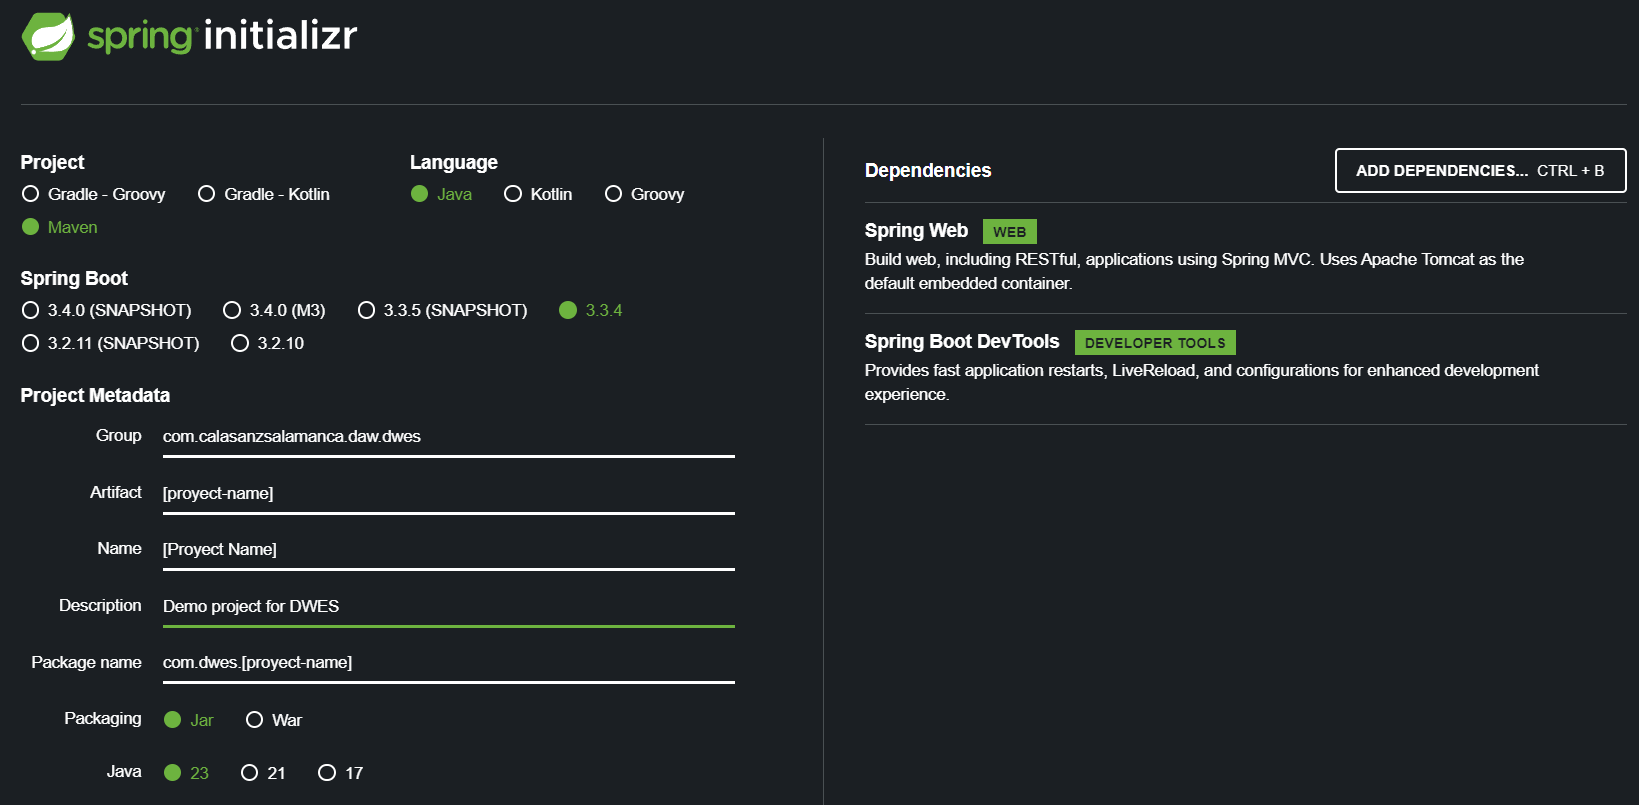 spring initializr
Project
Gradle - Groovy Gradle - Kotlin
Maven
Language
Java Kotlin Groovy
Spring Boot
3.4.0 (SNAPSHOT) 3.4.0 (M3) 3.3.5 (SNAPSHOT) 3.3.4
3.2.11 (SNAPSHOT) 3.2.10
Project Metadata
Group com.calasanzsalamanca.daw.dwes
Artifact [proyect-name]
Name [Proyect Name]
Description Demo project for DWES
Package name com.dwes.[proyect-name]
Packaging Jar War
Java 23 21 17
Dependencies ADD DEPENDENCIES... CTRL + B
Spring Web WEB
Build web, including RESTful, applications using Spring MVC. Uses Apache Tomcat as the
default embedded container.
Spring Boot DevTools DEVELOPER TOOLS
Provides fast application restarts, LiveReload, and configurations for enhanced development
experience.